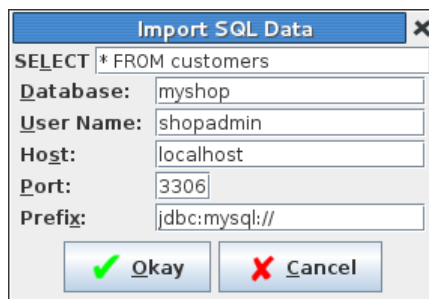 Import SQL Data
SELECT * FROM customers
Database: myshop
User Name: shopadmin
Host: localhost
Port: 3306
Prefix: jdbc:mysql://
Okay Cancel